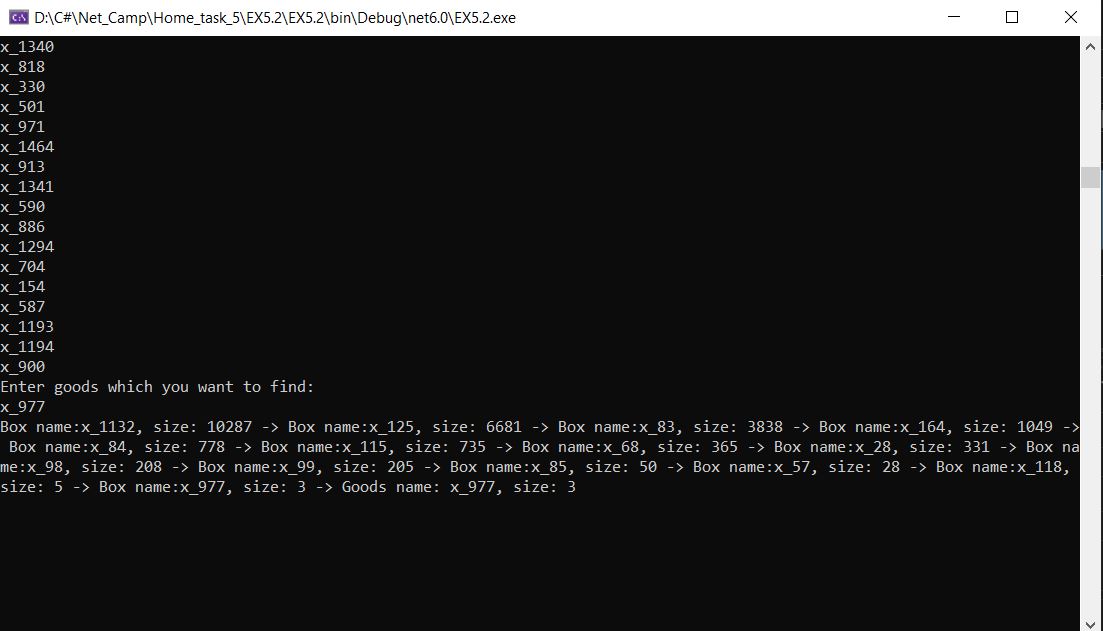 D:\C#\Net_Camp\Home_task_5\EX5.2\EX5.2\bin\Debug\net6.0\EX5.2.exe
x_1340
x_818
x_330
x_501
x_971
x_1464
x_913
x_1341
x_590
x_886
x_1294
x_704
x_154
x_587
x_1193
x_1194
x_900
Enter goods which you want to find:
x_977
Box name:x_1132, size: 10287 -> Box name:x_125, size: 6681 -> Box name:x_83, size: 3838 -> Box name:x_164, size: 1049 ->
 Box name:x_84, size: 778 -> Box name:x_115, size: 735 -> Box name:x_68, size: 365 -> Box name:x_28, size: 331 -> Box na
me:x_98, size: 208 -> Box name:x_99, size: 205 -> Box name:x_85, size: 50 -> Box name:x_57, size: 28 -> Box name:x_118,
size: 5 -> Box name:x_977, size: 3 -> Goods name: x_977, size: 3